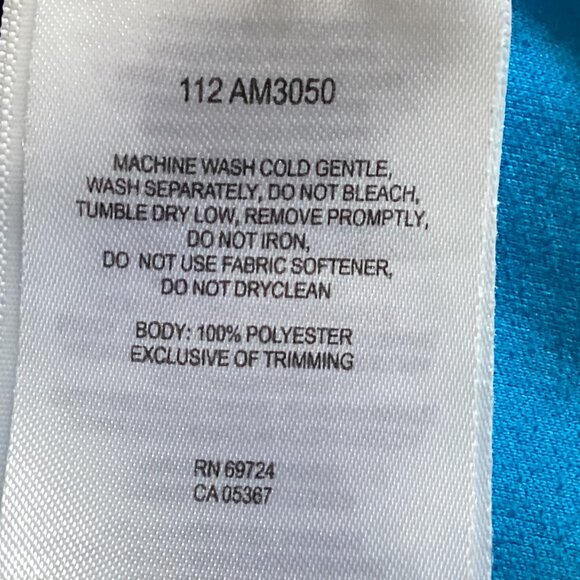 112 AM3050
MACHINE WASH COLD GENTLE,
WASH SEPARATELY, DO NOT BLEACH,
TUMBLE DRY LOW, REMOVE PROMPTLY,
DO NOT IRON,
DO NOT USE FABRIC SOFTENER,
DO NOT DRYCLEAN
BODY: 100% POLYESTER
EXCLUSIVE OF TRIMMING
RN 69724
CA 05367